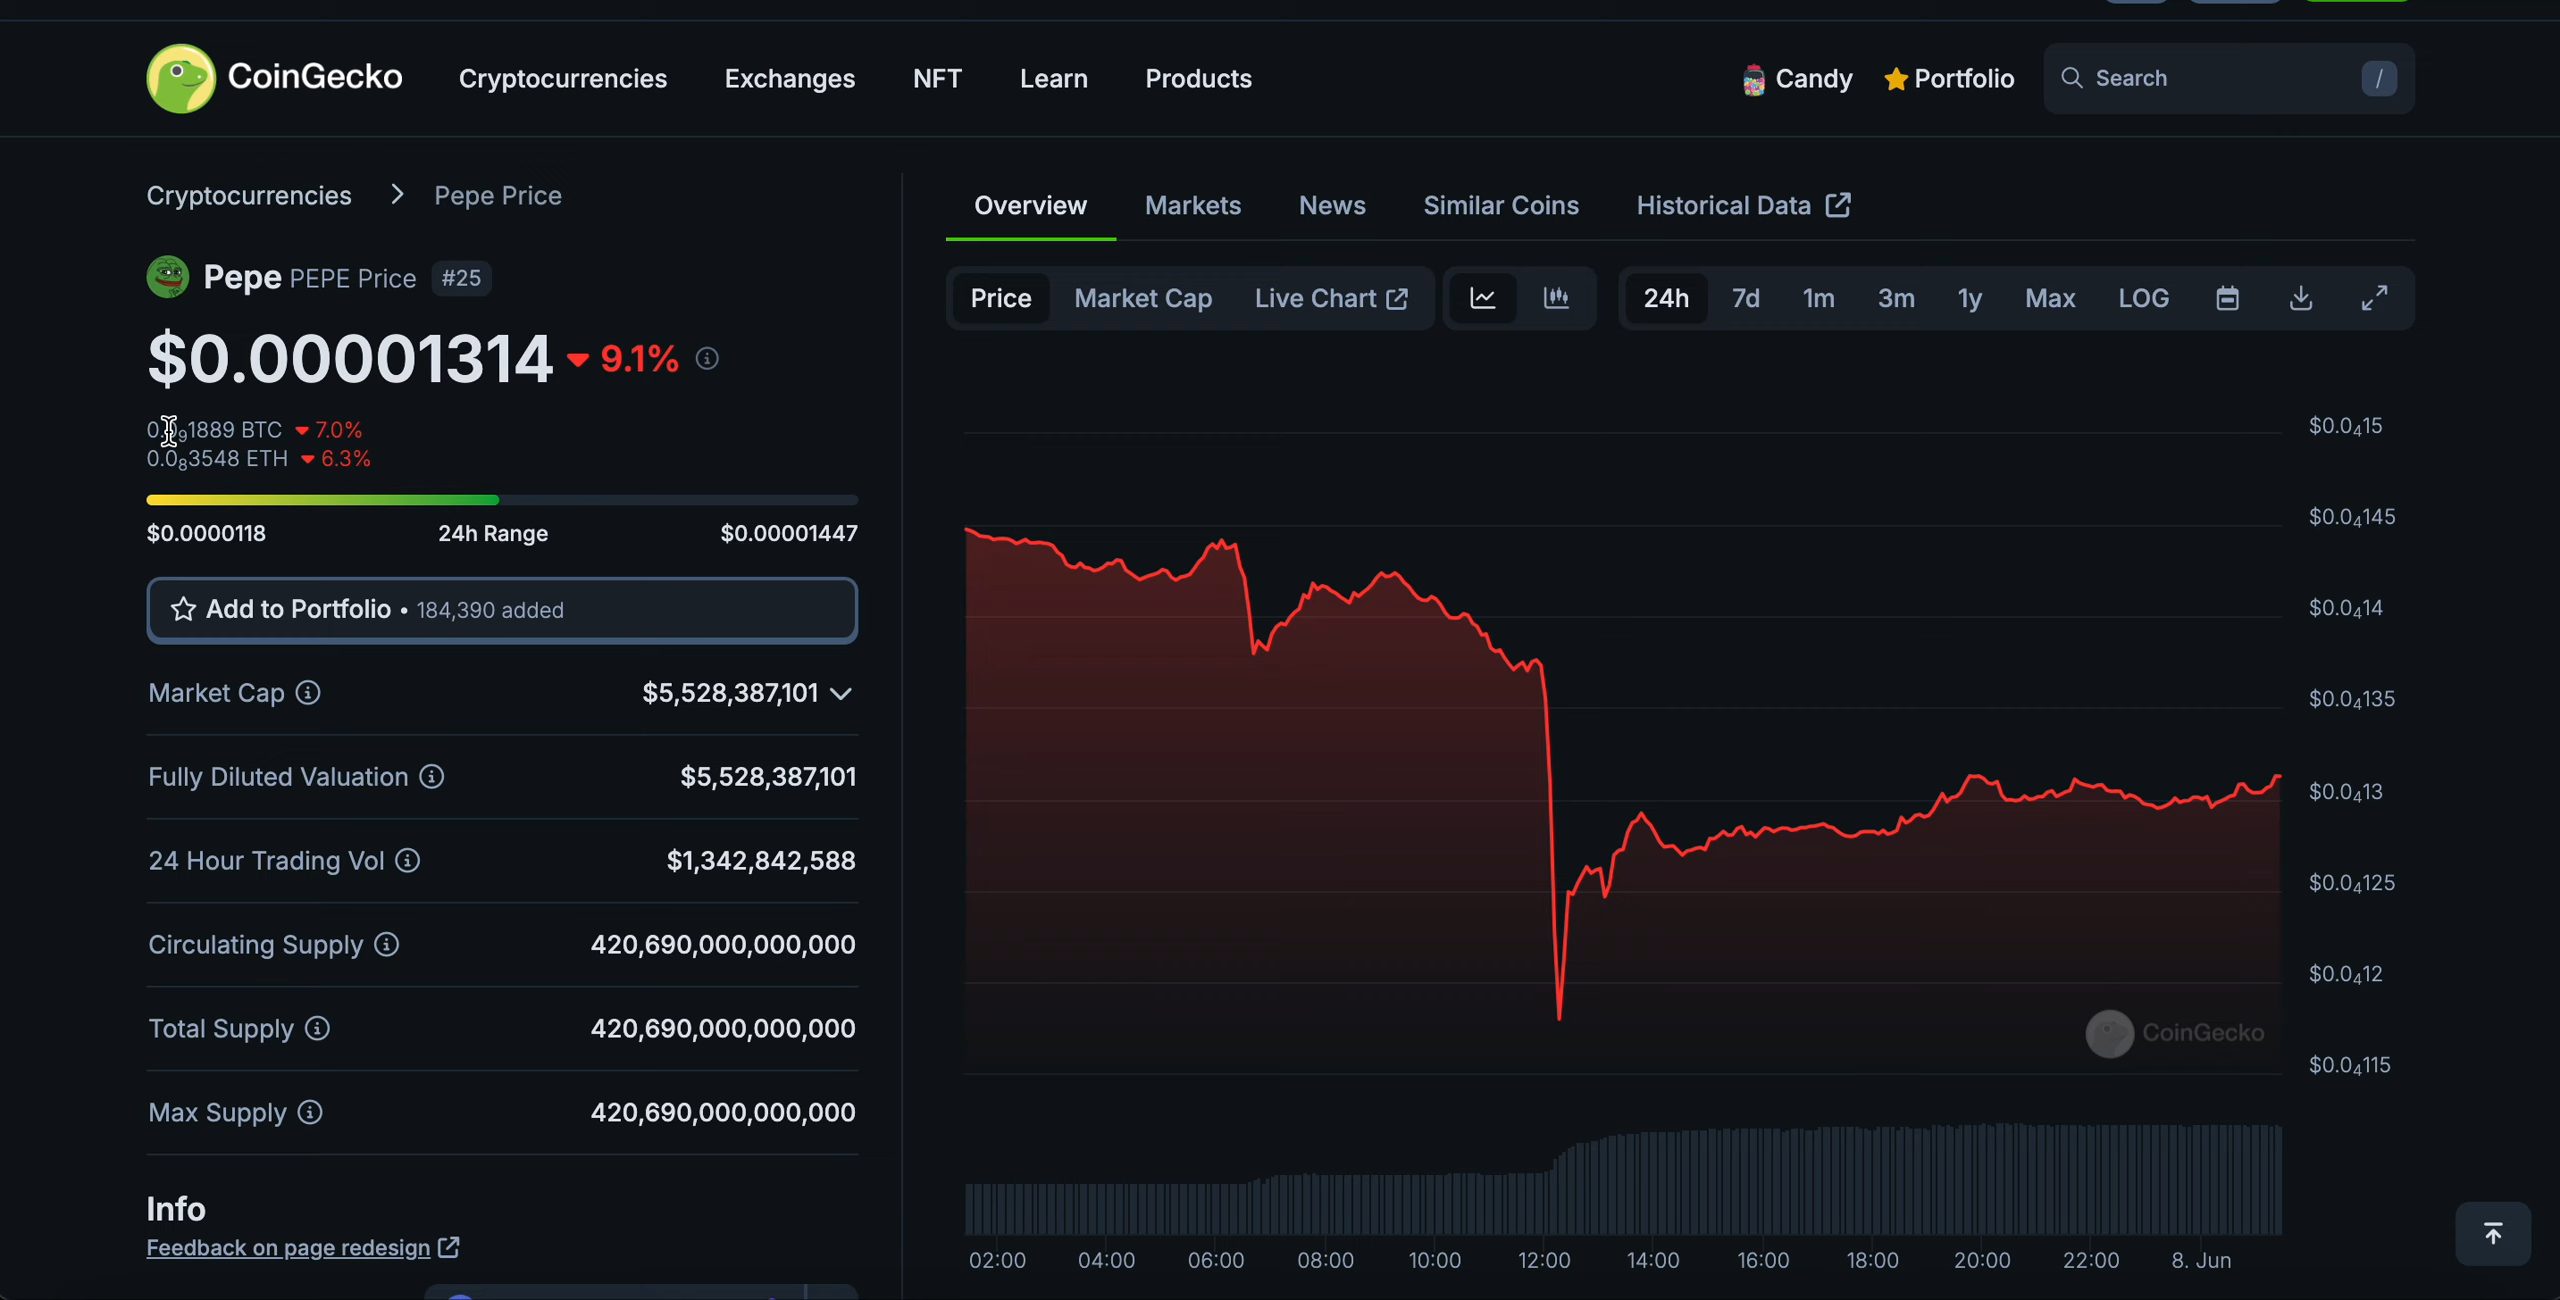 CoinGecko
Cryptocurrencies
Exchanges
NFT
Learn
Products
Candy
Portfolio
Search
/
Cryptocurrencies > Pepe Price
Pepe PEPE Price #25
$0.00001314 ▼ 9.1%
0.0₉1889 BTC ▼ 7.0%
0.0₈3548 ETH ▼ 6.3%
$0.0000118 24h Range $0.00001447
Add to Portfolio • 184,390 added
Market Cap $5,528,387,101
Fully Diluted Valuation $5,528,387,101
24 Hour Trading Vol $1,342,842,588
Circulating Supply 420,690,000,000,000
Total Supply 420,690,000,000,000
Max Supply 420,690,000,000,000
Info
Feedback on page redesign
Overview Markets News Similar Coins Historical Data
Price Market Cap Live Chart 24h 7d 1m 3m 1y Max LOG
$0.0₄15
$0.0₄145
$0.0₄14
$0.0₄135
$0.0₄13
$0.0₄125
$0.0₄12
CoinGecko
$0.0₄115
02:00 04:00 06:00 08:00 10:00 12:00 14:00 16:00 18:00 20:00 22:00 8. Jun